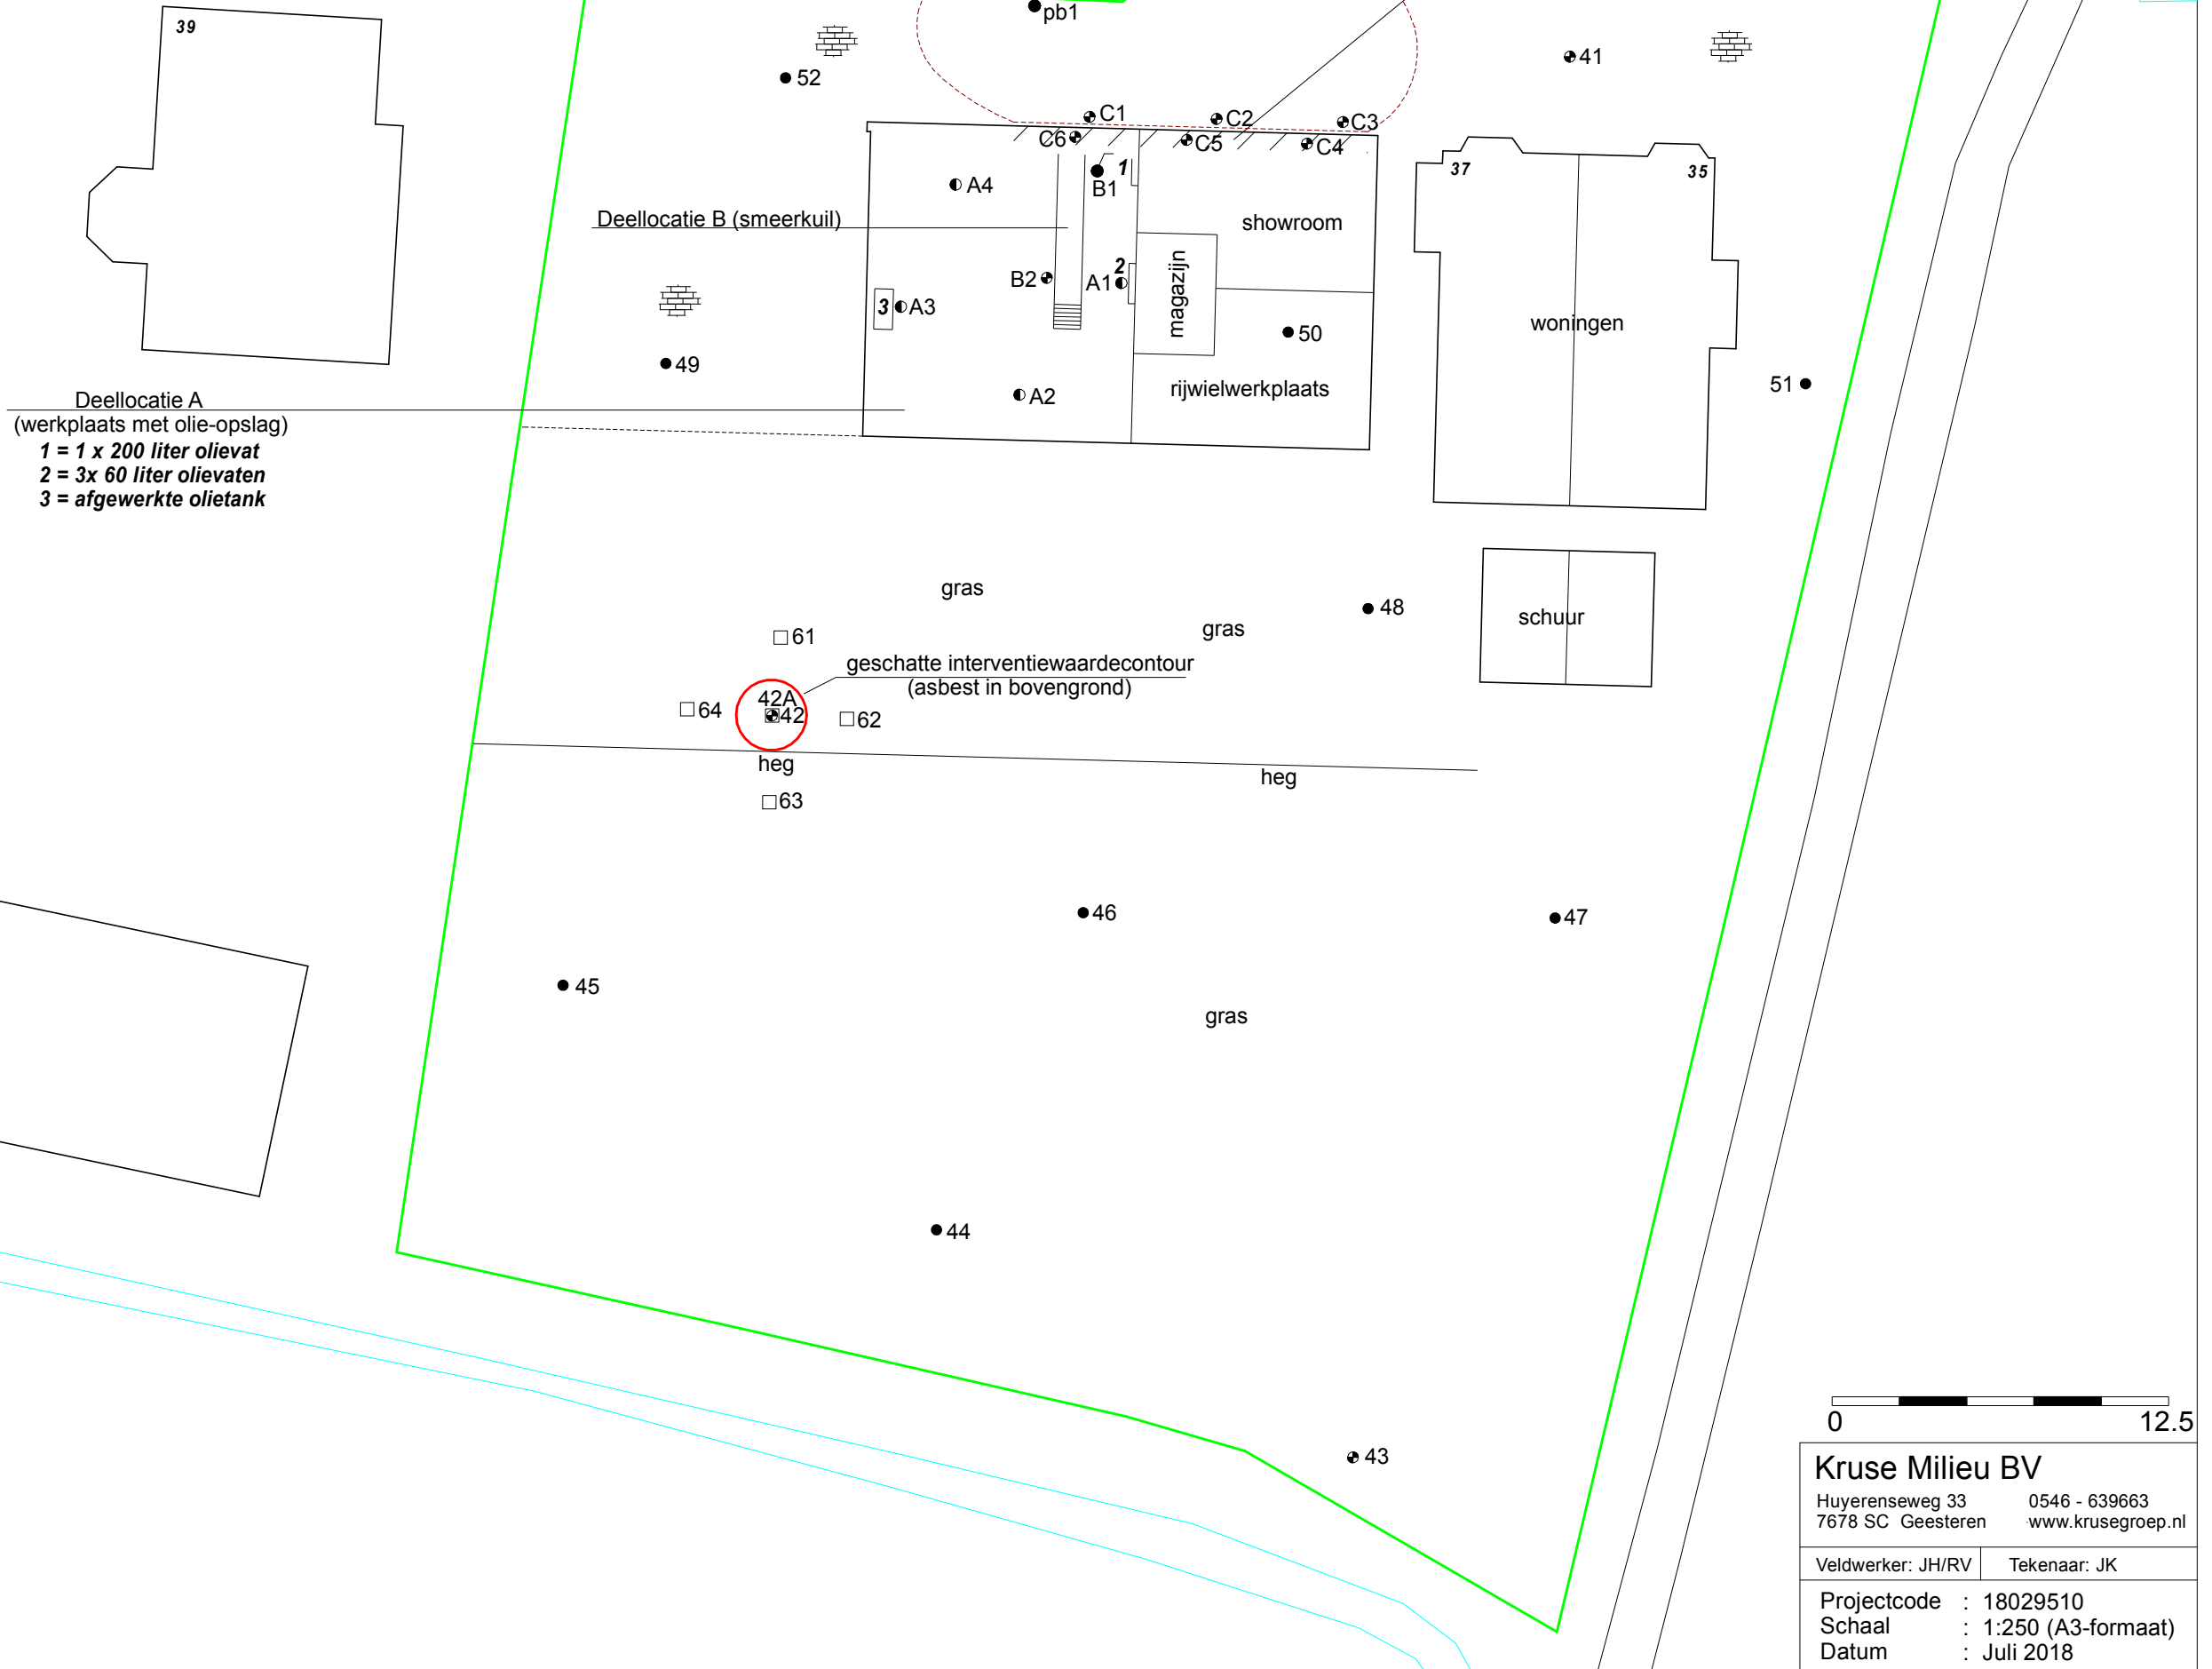 39
pb1
52
41
C1
C2
C3
C6
C5
C4
1
B1
A4
37
35
Deellocatie B (smeerkuil)
showroom
magazijn
2
B2
A1
3
A3
woningen
50
49
51
rijwielwerkplaats
A2
Deellocatie A
(werkplaats met olie-opslag)
1 = 1 x 200 liter olievat
2 = 3x 60 liter olievaten
3 = afgewerkte olietank
gras
48
schuur
gras
61
geschatte interventiewaardecontour
(asbest in bovengrond)
42A
64
42
62
heg
heg
63
46
47
45
gras
44
43
0
12.5
Kruse Milieu BV
Huyerenseweg 33 0546 - 639663
7678 SC Geesteren www.krusegroep.nl
Veldwerker: JH/RV Tekenaar: JK
Projectcode : 18029510
Schaal : 1:250 (A3-formaat)
Datum : Juli 2018